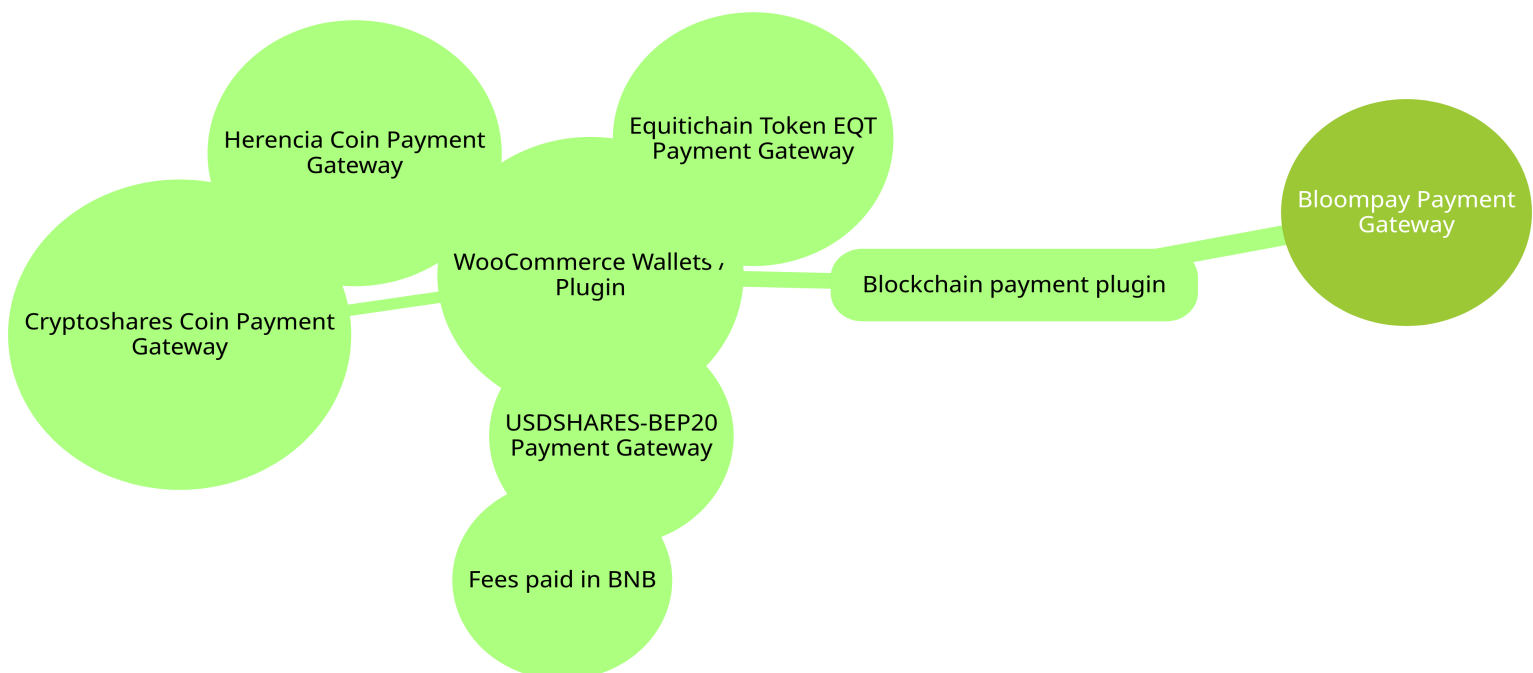 Herencia Coin Payment
Gateway
Equitichain Token EQT
Payment Gateway
Bloompay Payment
Gateway
WooCommerce Wallets
Plugin
Blockchain payment plugin
Cryptoshares Coin Payment
Gateway
USDSHARES-BEP20
Payment Gateway
Fees paid in BNB